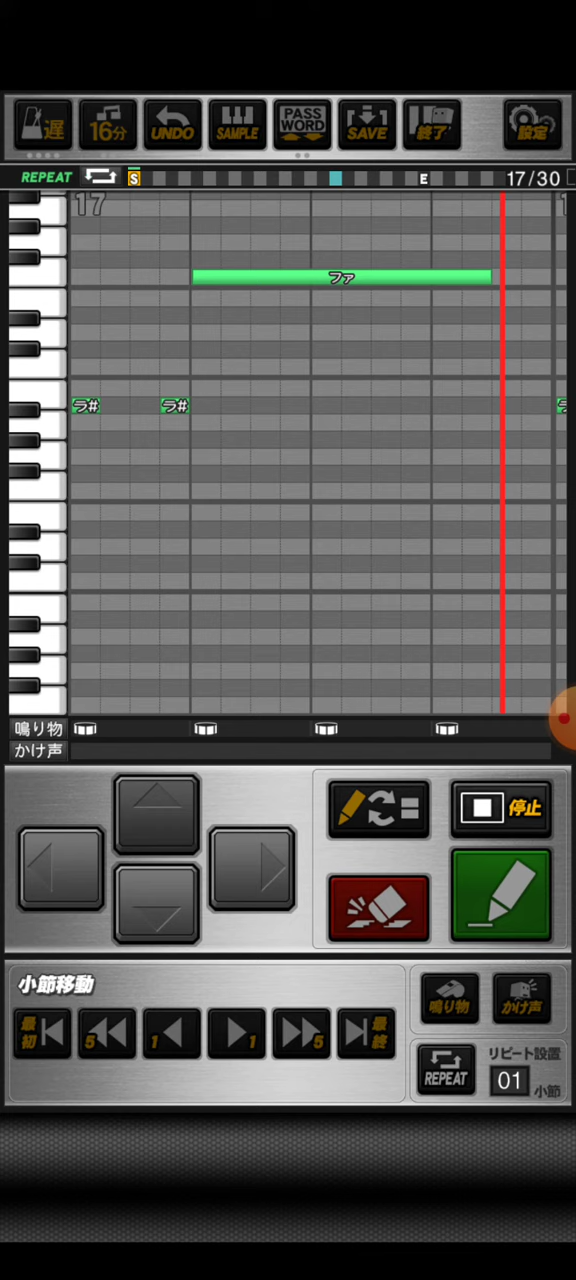 遅 16分 UNDO SAMPLE PASS WORD SAVE 終了 設定
REPEAT S E 17/30
17
ファ
ラ# ラ#
鳴り物
かけ声
停止
小節移動
最初 5 1 1 5 最終
鳴り物 かけ声
REPEAT リピート設置
01 小節